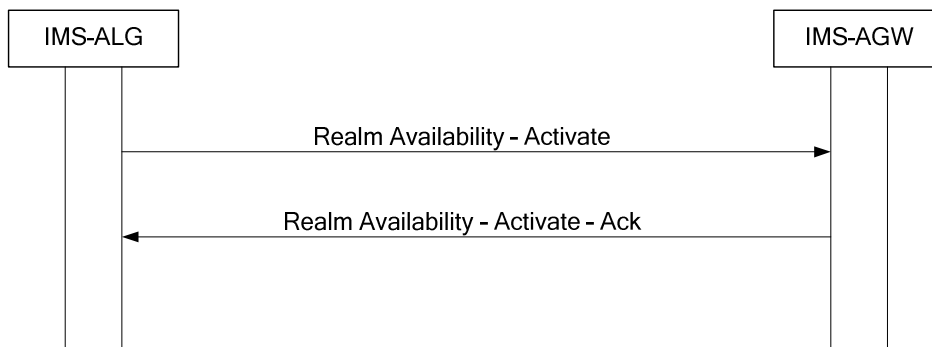 IMS-ALG
IMS-AGW
Realm Availability - Activate
Realm Availability - Activate - Ack